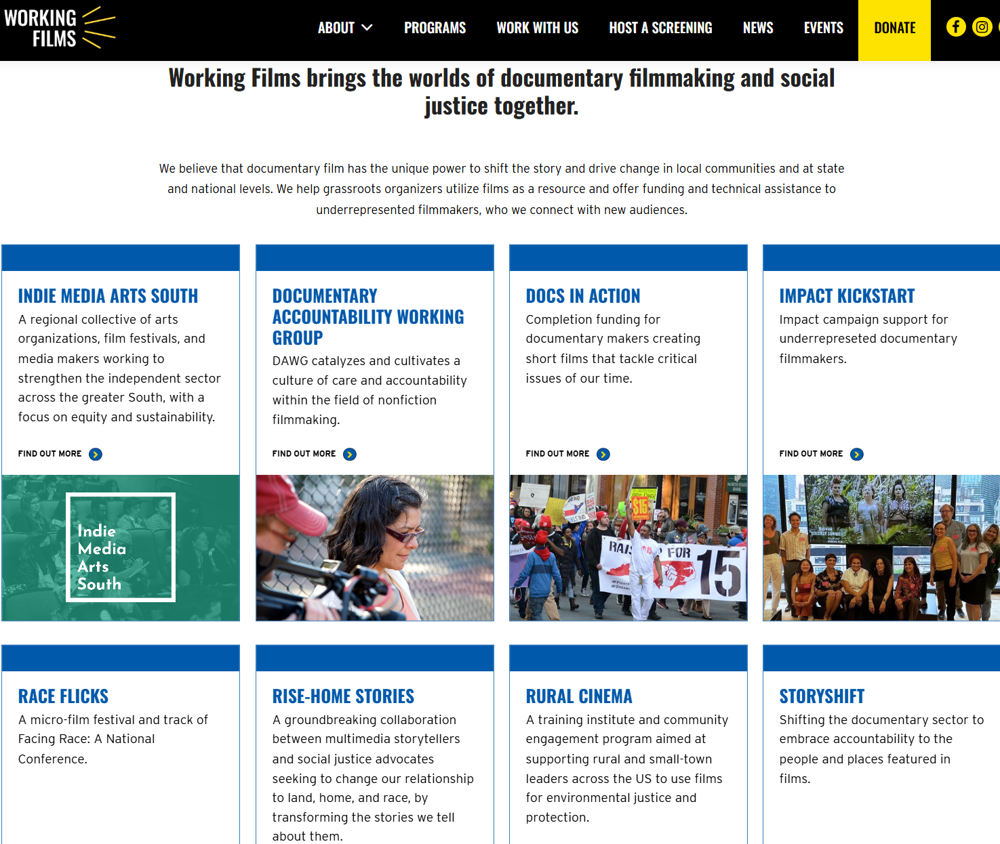 WORKING
FILMS
ABOUT
PROGRAMS
WORK WITH US
HOST A SCREENING
NEWS
EVENTS
DONATE
Working Films brings the worlds of documentary filmmaking and social
justice together.
We believe that documentary film has the unique power to shift the story and drive change in local communities and at state
and national levels. We help grassroots organizers utilize films as a resource and offer funding and technical assistance to
underrepresented filmmakers, who we connect with new audiences.
INDIE MEDIA ARTS SOUTH
A regional collective of arts
organizations, film festivals, and
media makers working to
strengthen the independent sector
across the greater South, with a
focus on equity and sustainability.
FIND OUT MORE
Indie
Media
Arts
South
DOCUMENTARY
ACCOUNTABILITY WORKING
GROUP
DAWG catalyzes and cultivates a
culture of care and accountability
within the field of nonfiction
filmmaking.
FIND OUT MORE
DOCS IN ACTION
Completion funding for
documentary makers creating
short films that tackle critical
issues of our time.
FIND OUT MORE
$15
FOR
15
IMPACT KICKSTART
Impact campaign support for
underrepreseted documentary
filmmakers.
FIND OUT MORE
STRATEGY SUMMIT
RACE FLICKS
A micro-film festival and track of
Facing Race: A National
Conference.
RISE-HOME STORIES
A groundbreaking collaboration
between multimedia storytellers
and social justice advocates
seeking to change our relationship
to land, home, and race, by
transforming the stories we tell
about them.
RURAL CINEMA
A training institute and community
engagement program aimed at
supporting rural and small-town
leaders across the US to use films
for environmental justice and
protection.
STORYSHIFT
Shifting the documentary sector to
embrace accountability to the
people and places featured in
films.